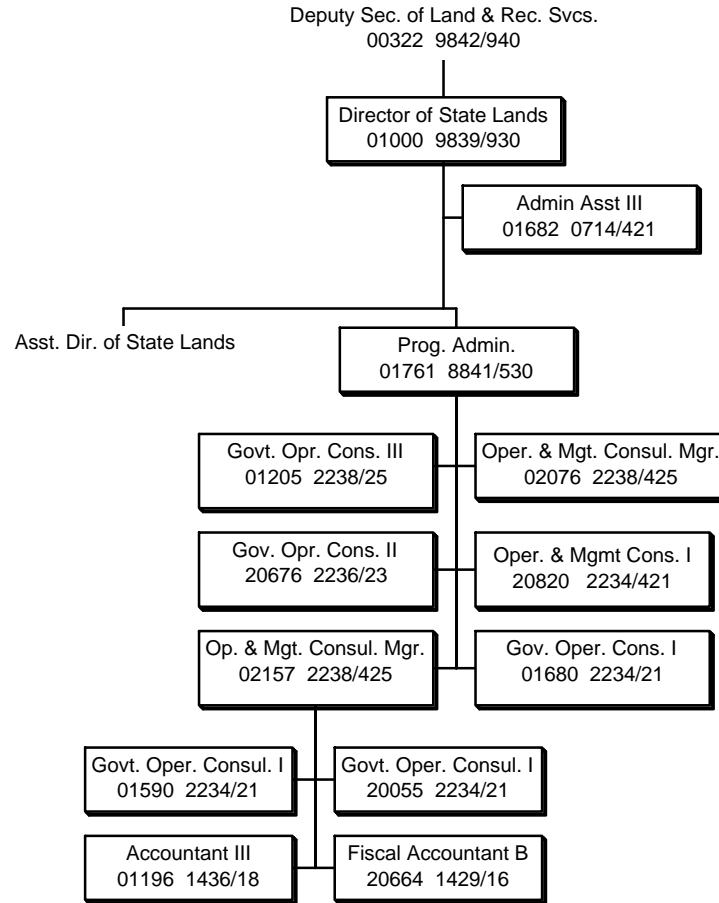 Deputy Sec. of Land & Rec. Svcs.
00322 9842/940
Director of State Lands
01000 9839/930
Admin Asst III
01682 0714/421
Asst. Dir. of State Lands
Prog. Admin.
01761 8841/530
Govt. Opr. Cons. III
01205 2238/25
Oper. & Mgt. Consul. Mgr.
02076 2238/425
Gov. Opr. Cons. II
20676 2236/23
Oper. & Mgmt Cons. I
20820 2234/421
Op. & Mgt. Consul. Mgr.
02157 2238/425
Gov. Oper. Cons. I
01680 2234/21
Govt. Oper. Consul. I
01590 2234/21
Govt. Oper. Consul. I
20055 2234/21
Accountant III
01196 1436/18
Fiscal Accountant B
20664 1429/16